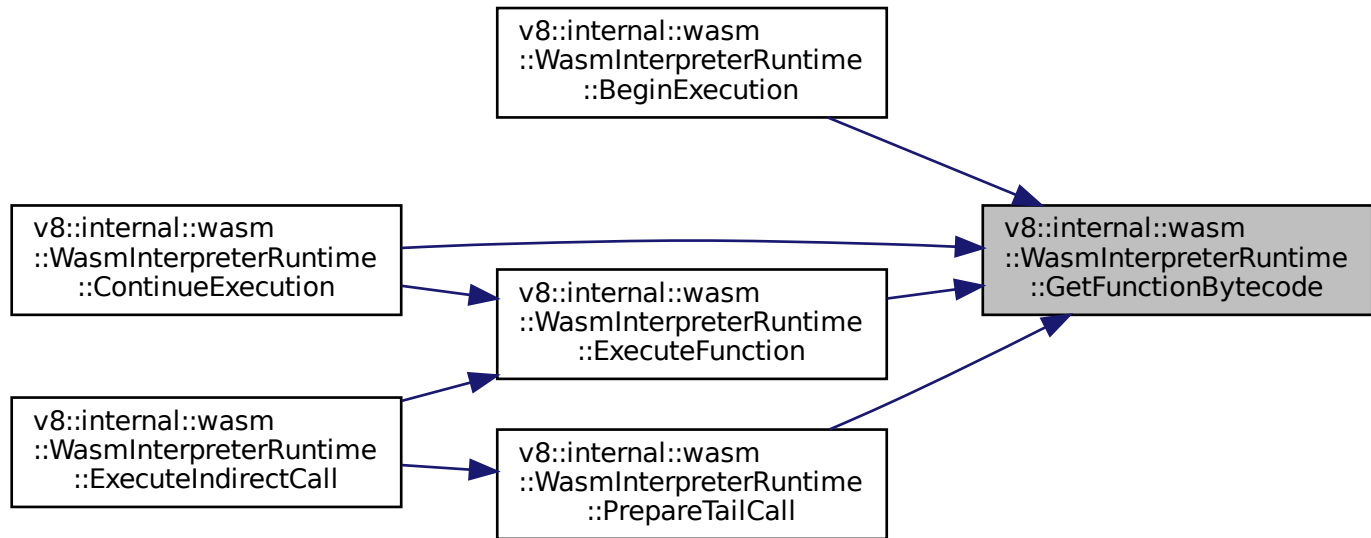 v8::internal::wasm
::WasmInterpreterRuntime
::BeginExecution
v8::internal::wasm
::WasmInterpreterRuntime
::ContinueExecution
v8::internal::wasm
::WasmInterpreterRuntime
::GetFunctionBytecode
v8::internal::wasm
::WasmInterpreterRuntime
::ExecuteFunction
v8::internal::wasm
::WasmInterpreterRuntime
::ExecuteIndirectCall
v8::internal::wasm
::WasmInterpreterRuntime
::PrepareTailCall